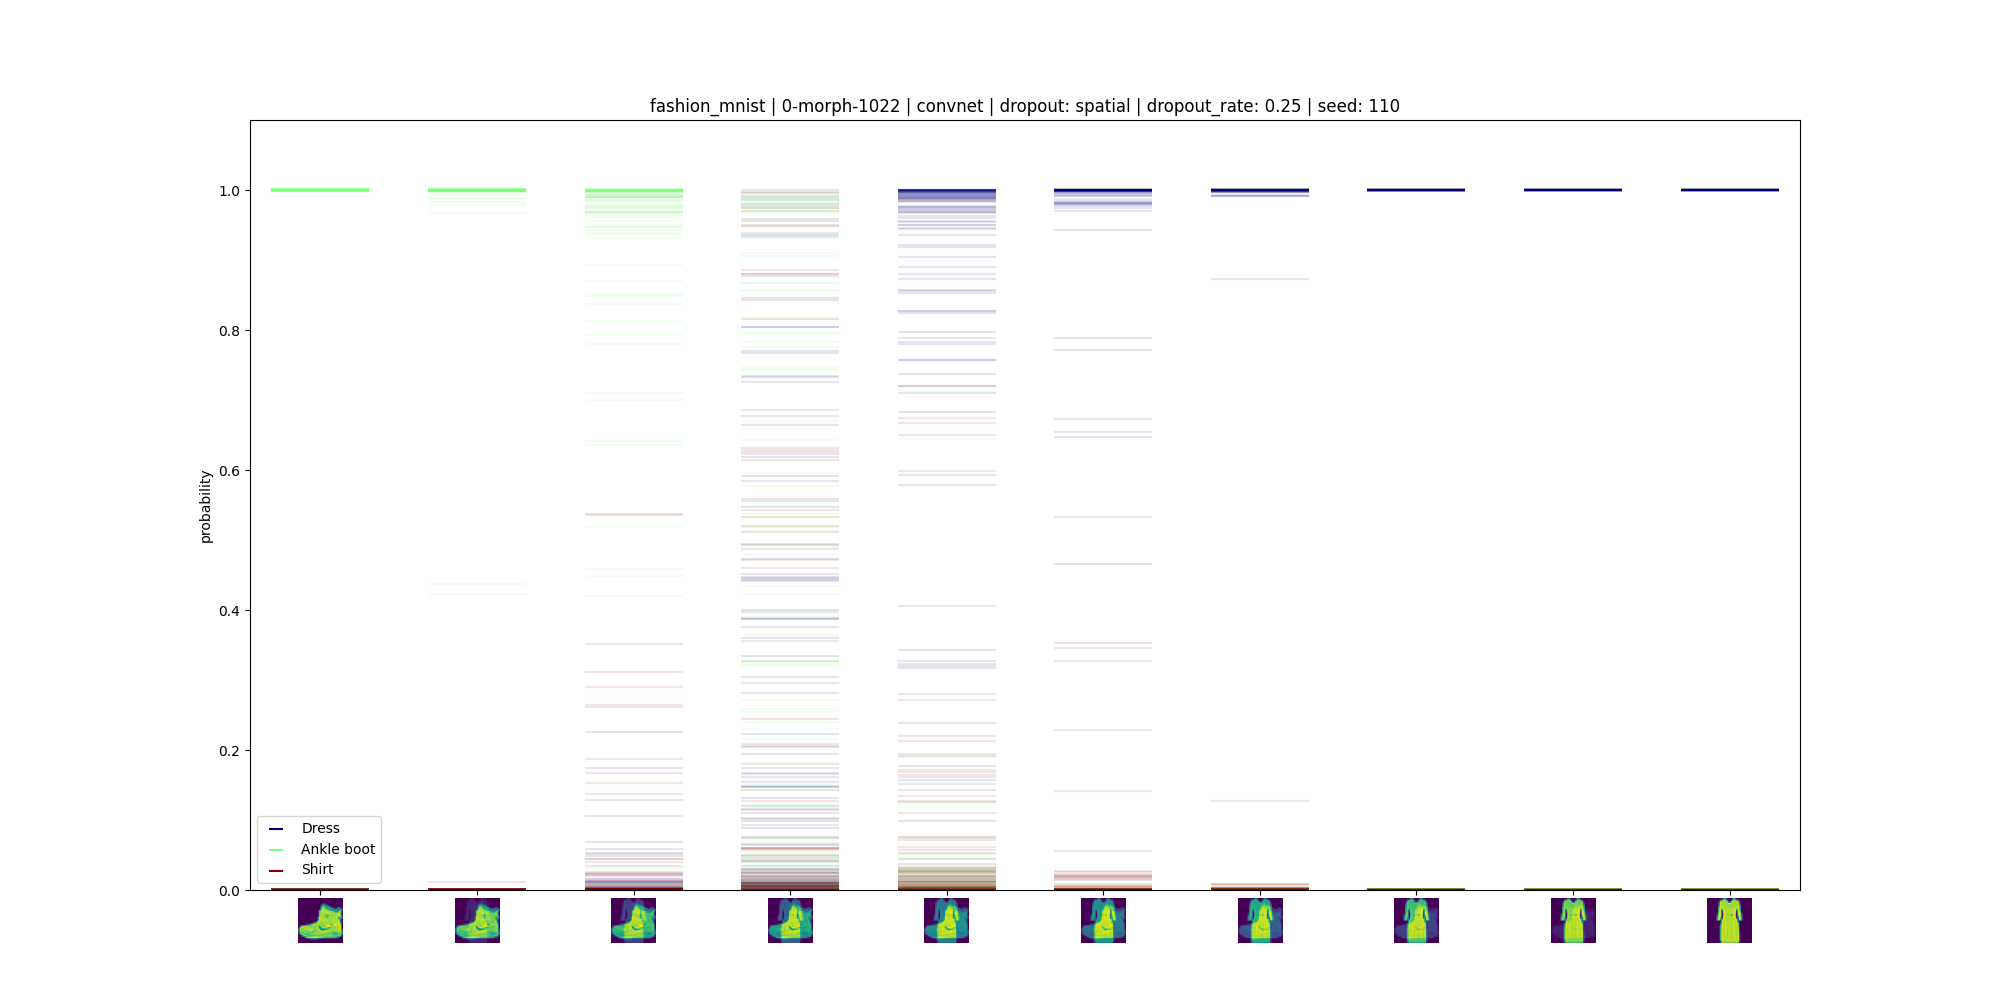 fashion_mnist | 0-morph-1022 | convnet | dropout: spatial | dropout_rate: 0.25 | seed: 110
1.0
0.8
0.6
0.4
0.2
0.0
probability
Dress
Ankle boot
Shirt